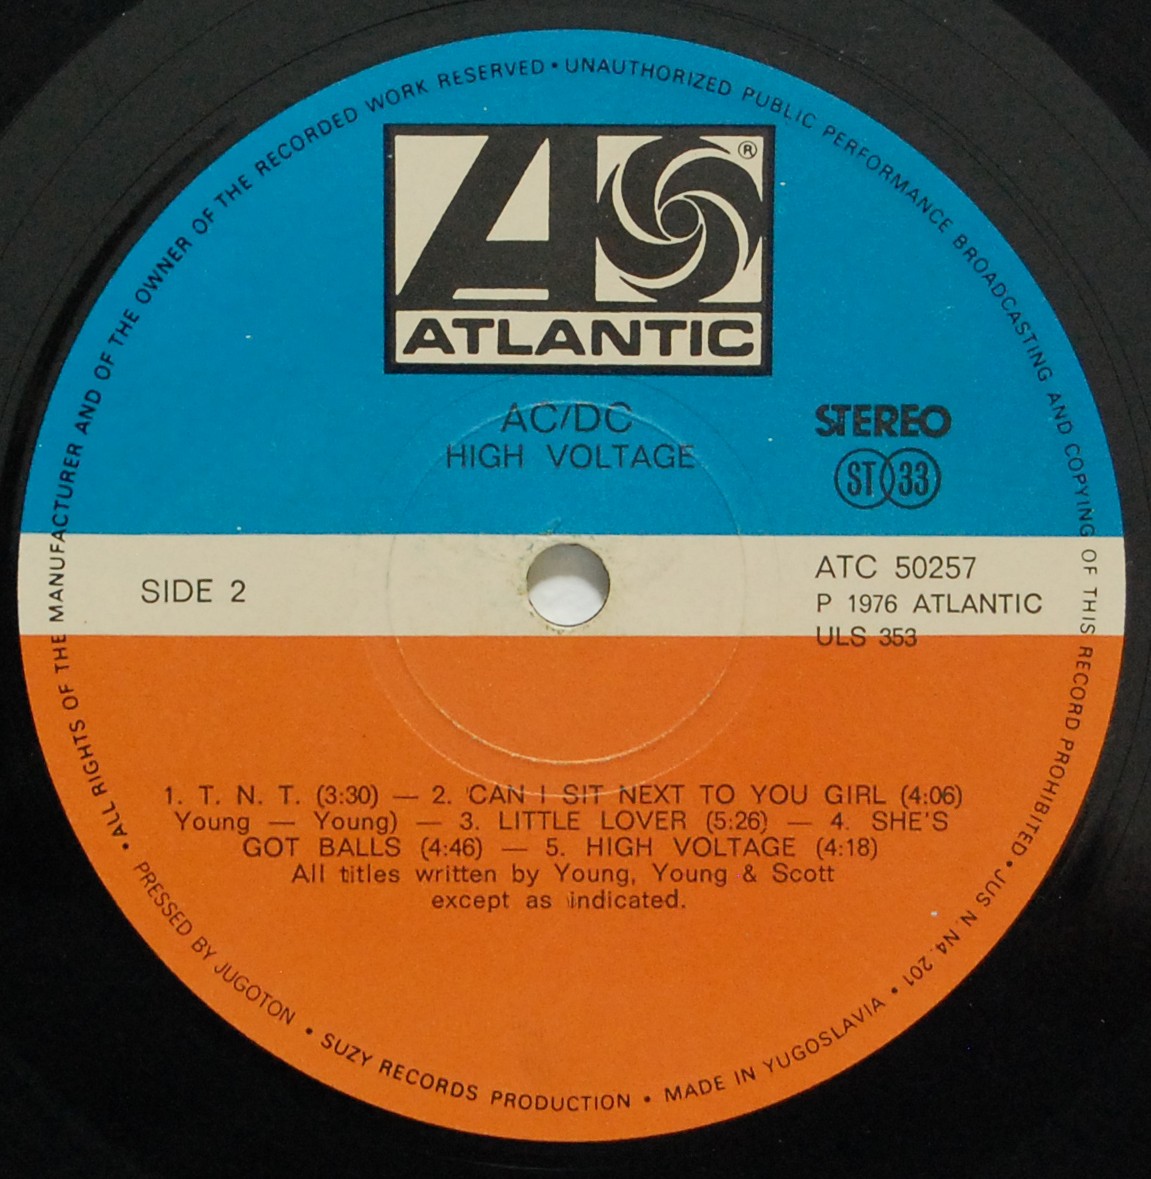 • ALL RIGHTS OF THE MANUFACTURER AND OF THE OWNER OF THE RECORDED WORK RESERVED • UNAUTHORIZED PUBLIC PERFORMANCE BROADCASTING AND COPYING OF THIS RECORD PROHIBITED • JUS N. N4. 201 •
®
ATLANTIC
AC/DC
HIGH VOLTAGE
STEREO
ST 33
SIDE 2
ATC 50257
P 1976 ATLANTIC
ULS 353
1. T. N. T. (3:30) — 2. CAN I SIT NEXT TO YOU GIRL (4:06)
Young — Young) — 3. LITTLE LOVER (5:26) — 4. SHE'S
GOT BALLS (4:46) — 5. HIGH VOLTAGE (4:18)
All titles written by Young, Young & Scott
except as indicated.
PRESSED BY JUGOTON • SUZY RECORDS PRODUCTION • MADE IN YUGOSLAVIA